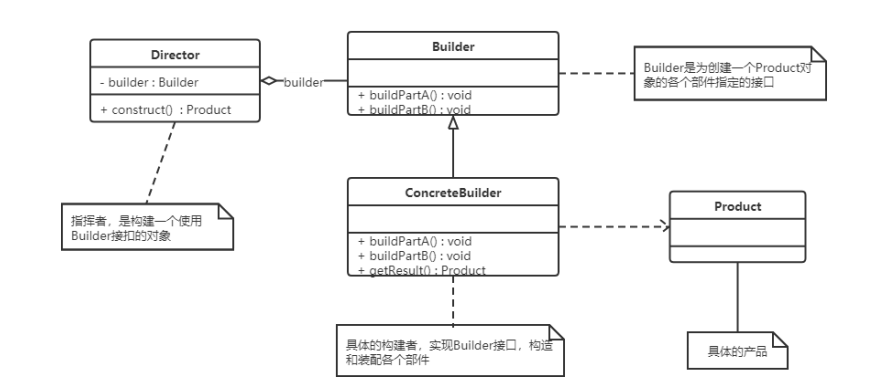 Director
- builder : Builder
+ construct() : Product
builder
Builder
+ buildPartA() : void
+ buildPartB() : void
Builder是为创建一个Product对
象的各个部件指定的接口
指挥者，是构建一个使用
Builder接扣的对象
ConcreteBuilder
+ buildPartA() : void
+ buildPartB() : void
+ getResult() : Product
Product
具体的构建者，实现Builder接口，构造
和装配各个部件
具体的产品